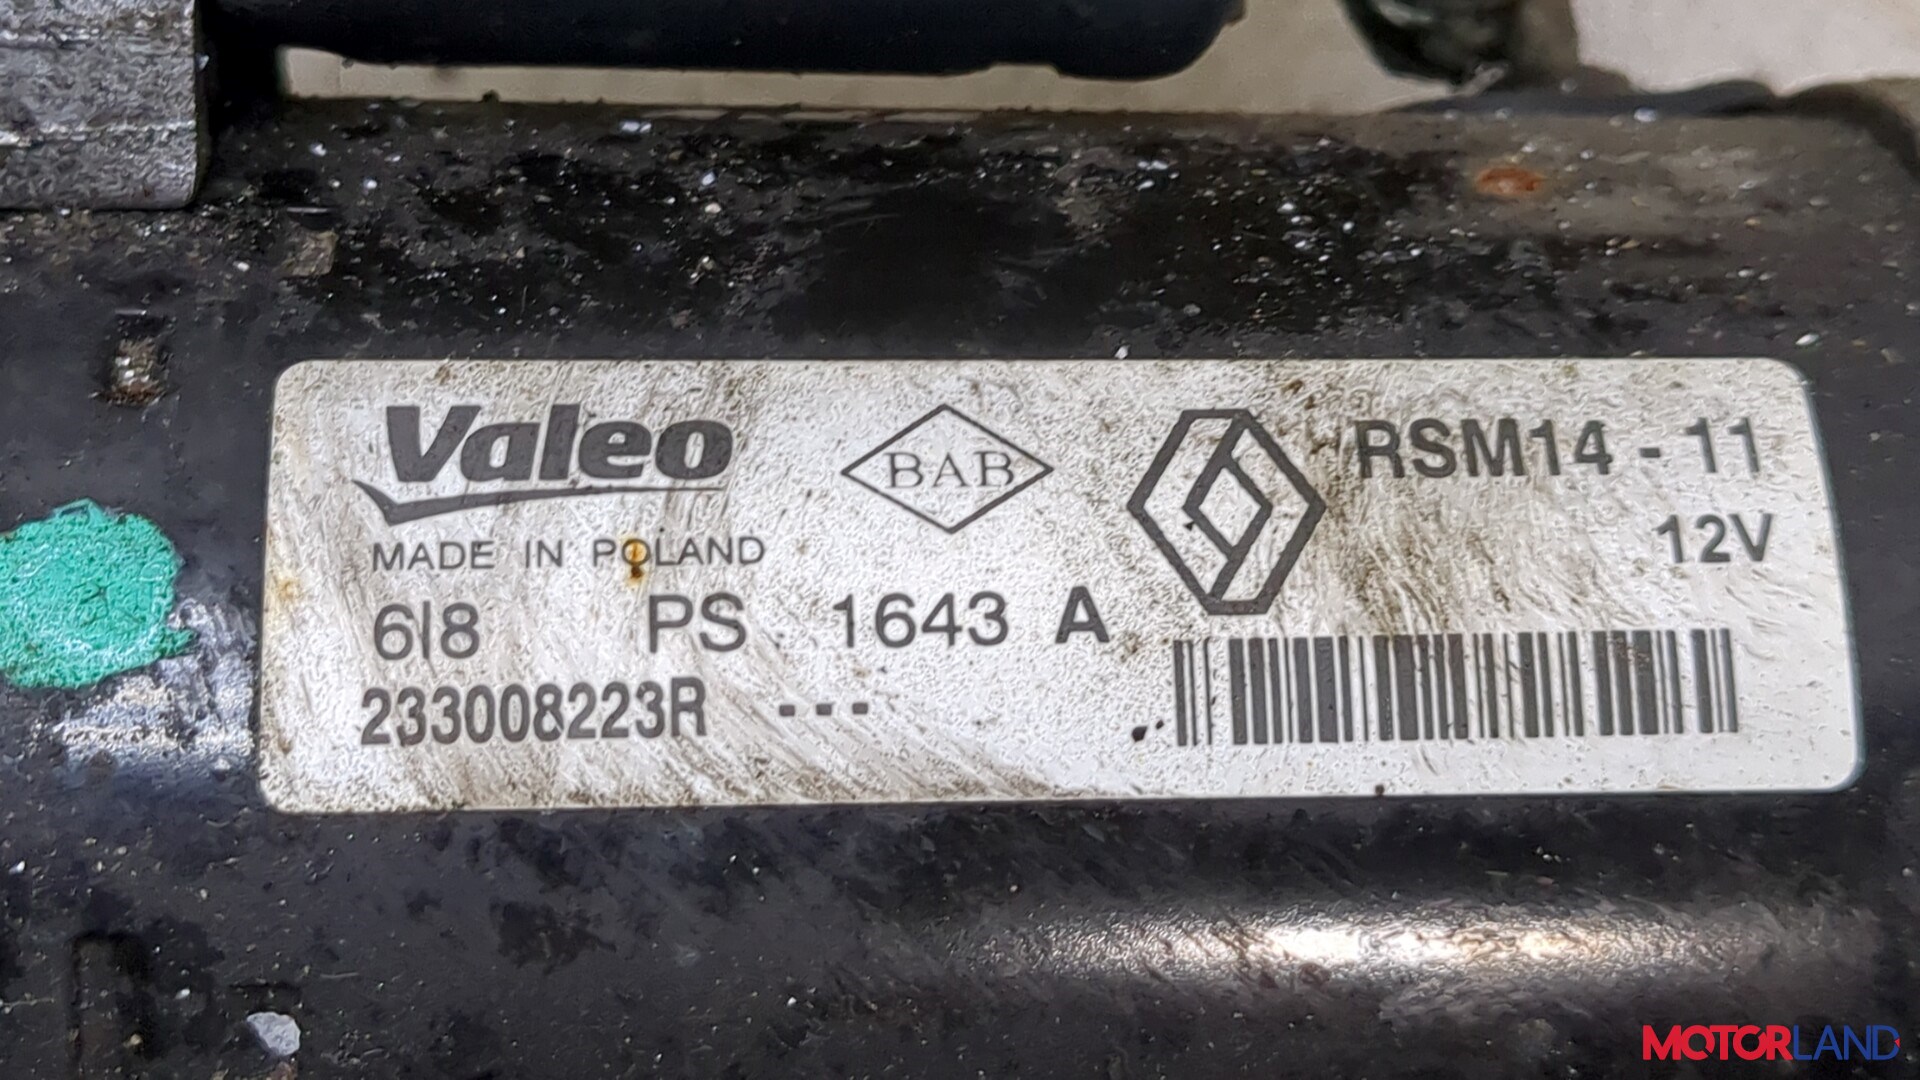 Valeo
BAB
RSM14 - 11
MADE IN POLAND
12V
6|8 PS 1643 A
233008223R ---
MOTORLAND